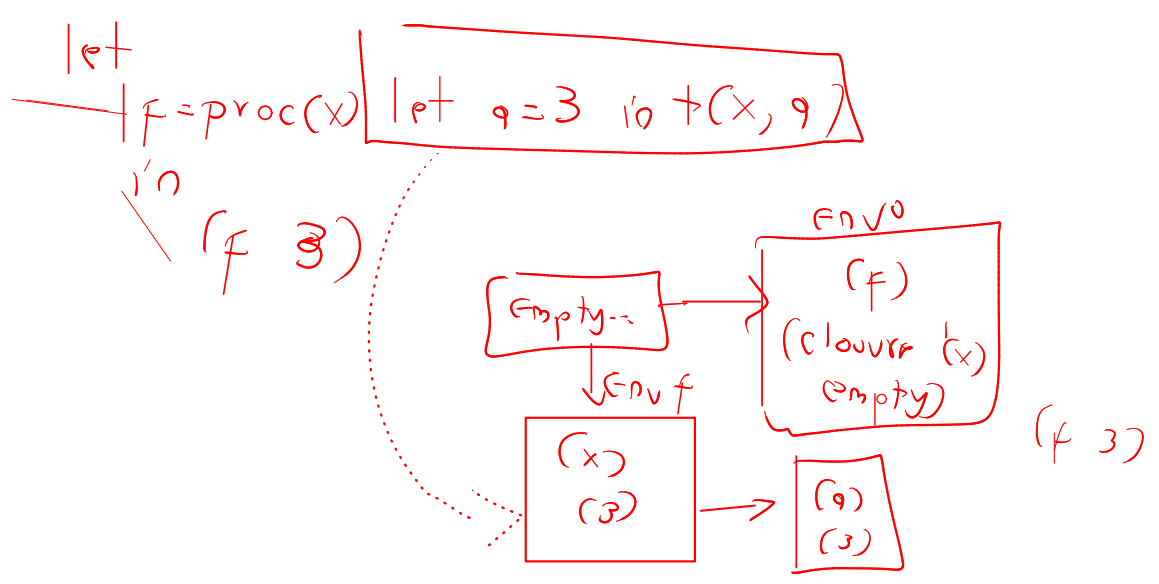 let
f=proc(x) let a=3 in +(x, a)
in
(f 3)
env0
(f)
Empty--
(closure '(x)
empty)
env f
(x)
(3)
(f 3)
(a)
(3)